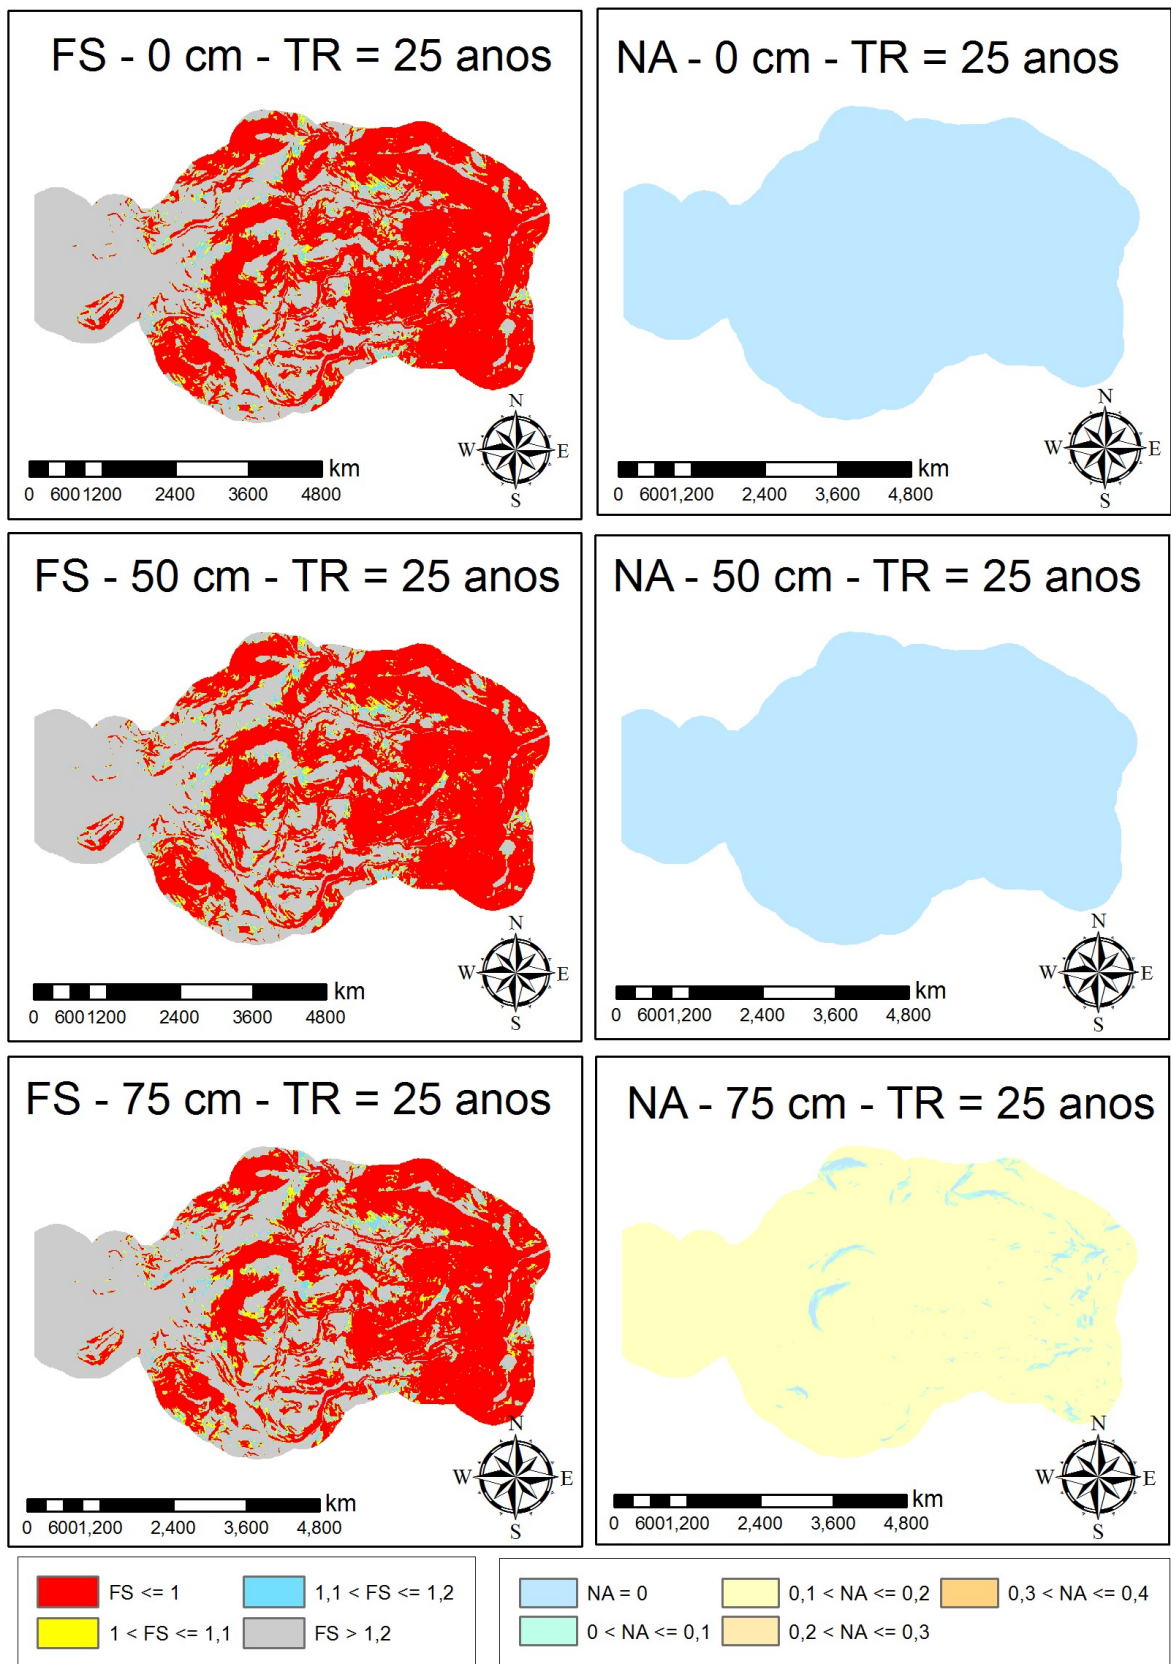 FS - 0 cm - TR = 25 anos
N
W E
S
km
0 600 1200 2400 3600 4800
NA - 0 cm - TR = 25 anos
N
W E
S
km
0 600 1,200 2,400 3,600 4,800
FS - 50 cm - TR = 25 anos
N
W E
S
km
0 600 1200 2400 3600 4800
NA - 50 cm - TR = 25 anos
N
W E
S
km
0 600 1,200 2,400 3,600 4,800
FS - 75 cm - TR = 25 anos
N
W E
S
km
0 600 1,200 2,400 3,600 4,800
NA - 75 cm - TR = 25 anos
N
W E
S
km
0 600 1,200 2,400 3,600 4,800
FS <= 1
1,1 < FS <= 1,2
1 < FS <= 1,1
FS > 1,2
NA = 0
0,1 < NA <= 0,2
0,3 < NA <= 0,4
0 < NA <= 0,1
0,2 < NA <= 0,3